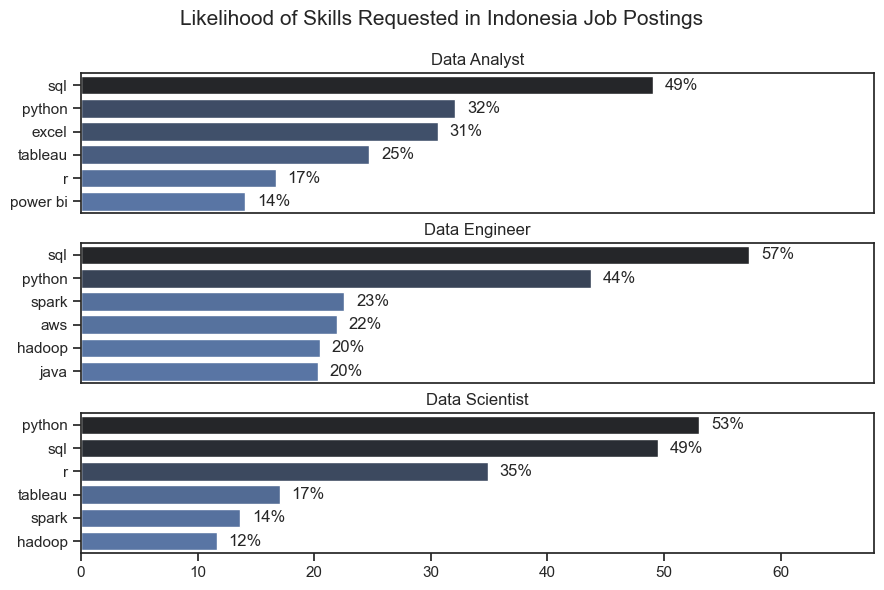 Likelihood of Skills Requested in Indonesia Job Postings
Data Analyst
sql 49%
python 32%
excel 31%
tableau 25%
r 17%
power bi 14%
Data Engineer
sql 57%
python 44%
spark 23%
aws 22%
hadoop 20%
java 20%
Data Scientist
python 53%
sql 49%
r 35%
tableau 17%
spark 14%
hadoop 12%
0 10 20 30 40 50 60